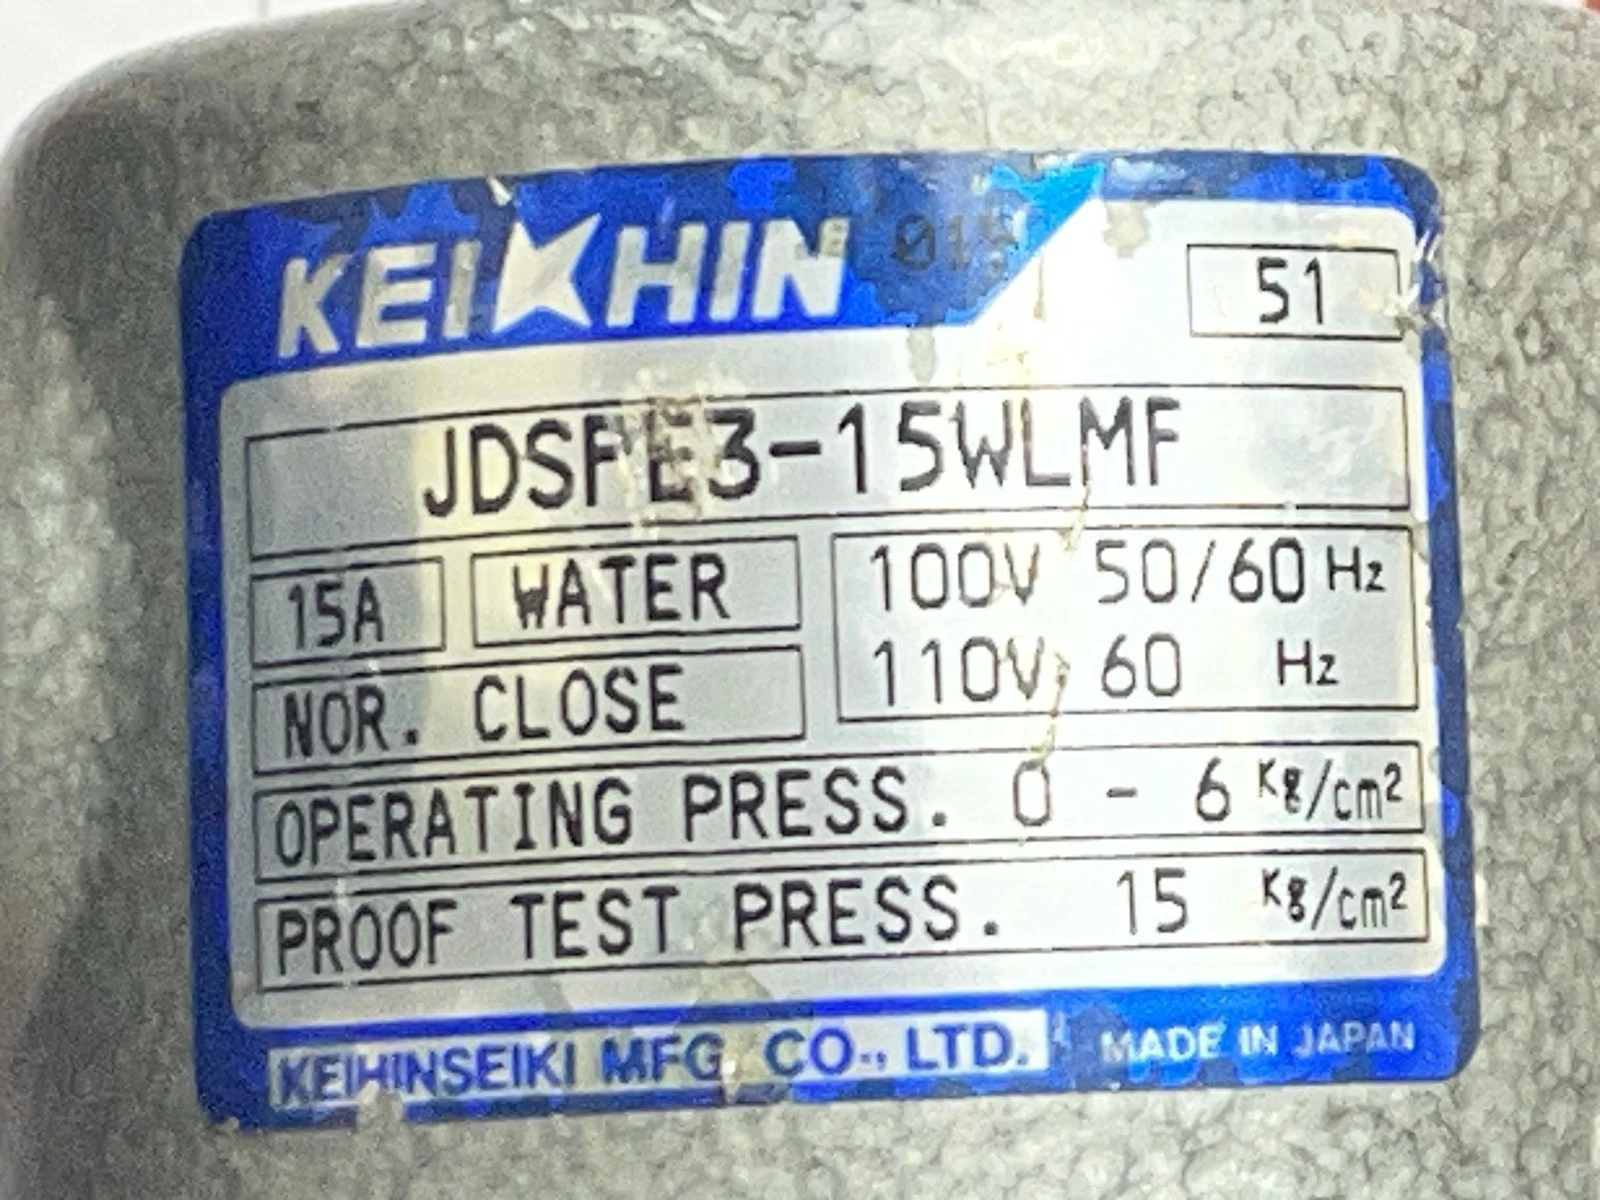 KEIHIN
51
JDSFE3-15WLMF
15A WATER 100V 50/60 Hz
NOR. CLOSE 110V 60 Hz
OPERATING PRESS. 0 - 6 Kg/cm²
PROOF TEST PRESS. 15 Kg/cm²
KEIHINSEIKI MFG CO., LTD. MADE IN JAPAN